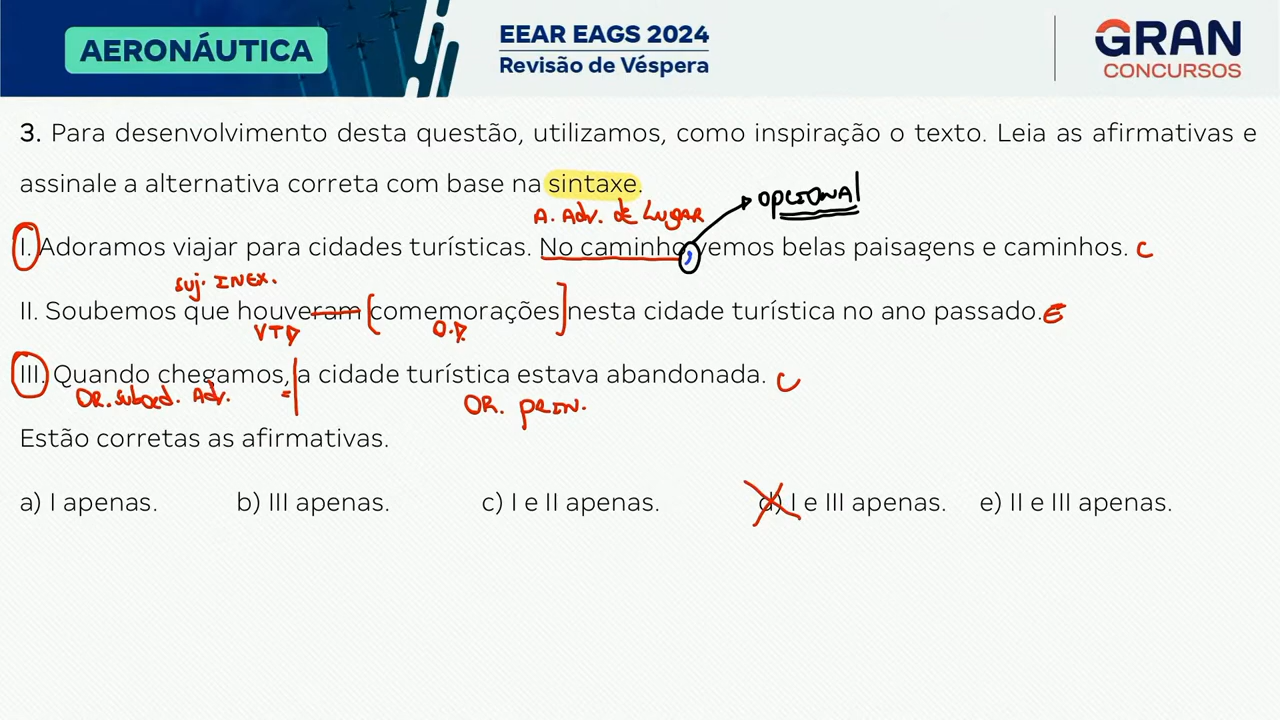 AERONÁUTICA
EEAR EAGS 2024
Revisão de Véspera
GRAN
CONCURSOS
3. Para desenvolvimento desta questão, utilizamos, como inspiração o texto. Leia as afirmativas e
assinale a alternativa correta com base na sintaxe.
OPCIONAL
A. Adv. de Lugar
I. Adoramos viajar para cidades turísticas. No caminho, vemos belas paisagens e caminhos. C
Suj. INEX.
II. Soubemos que houveram [comemorações] nesta cidade turística no ano passado. E
VTD O.D.
III. Quando chegamos, a cidade turística estava abandonada. C
OR. Subord. Adv. OR. PRIN.
Estão corretas as afirmativas.
a) I apenas. b) III apenas. c) I e II apenas. d) I e III apenas. e) II e III apenas.